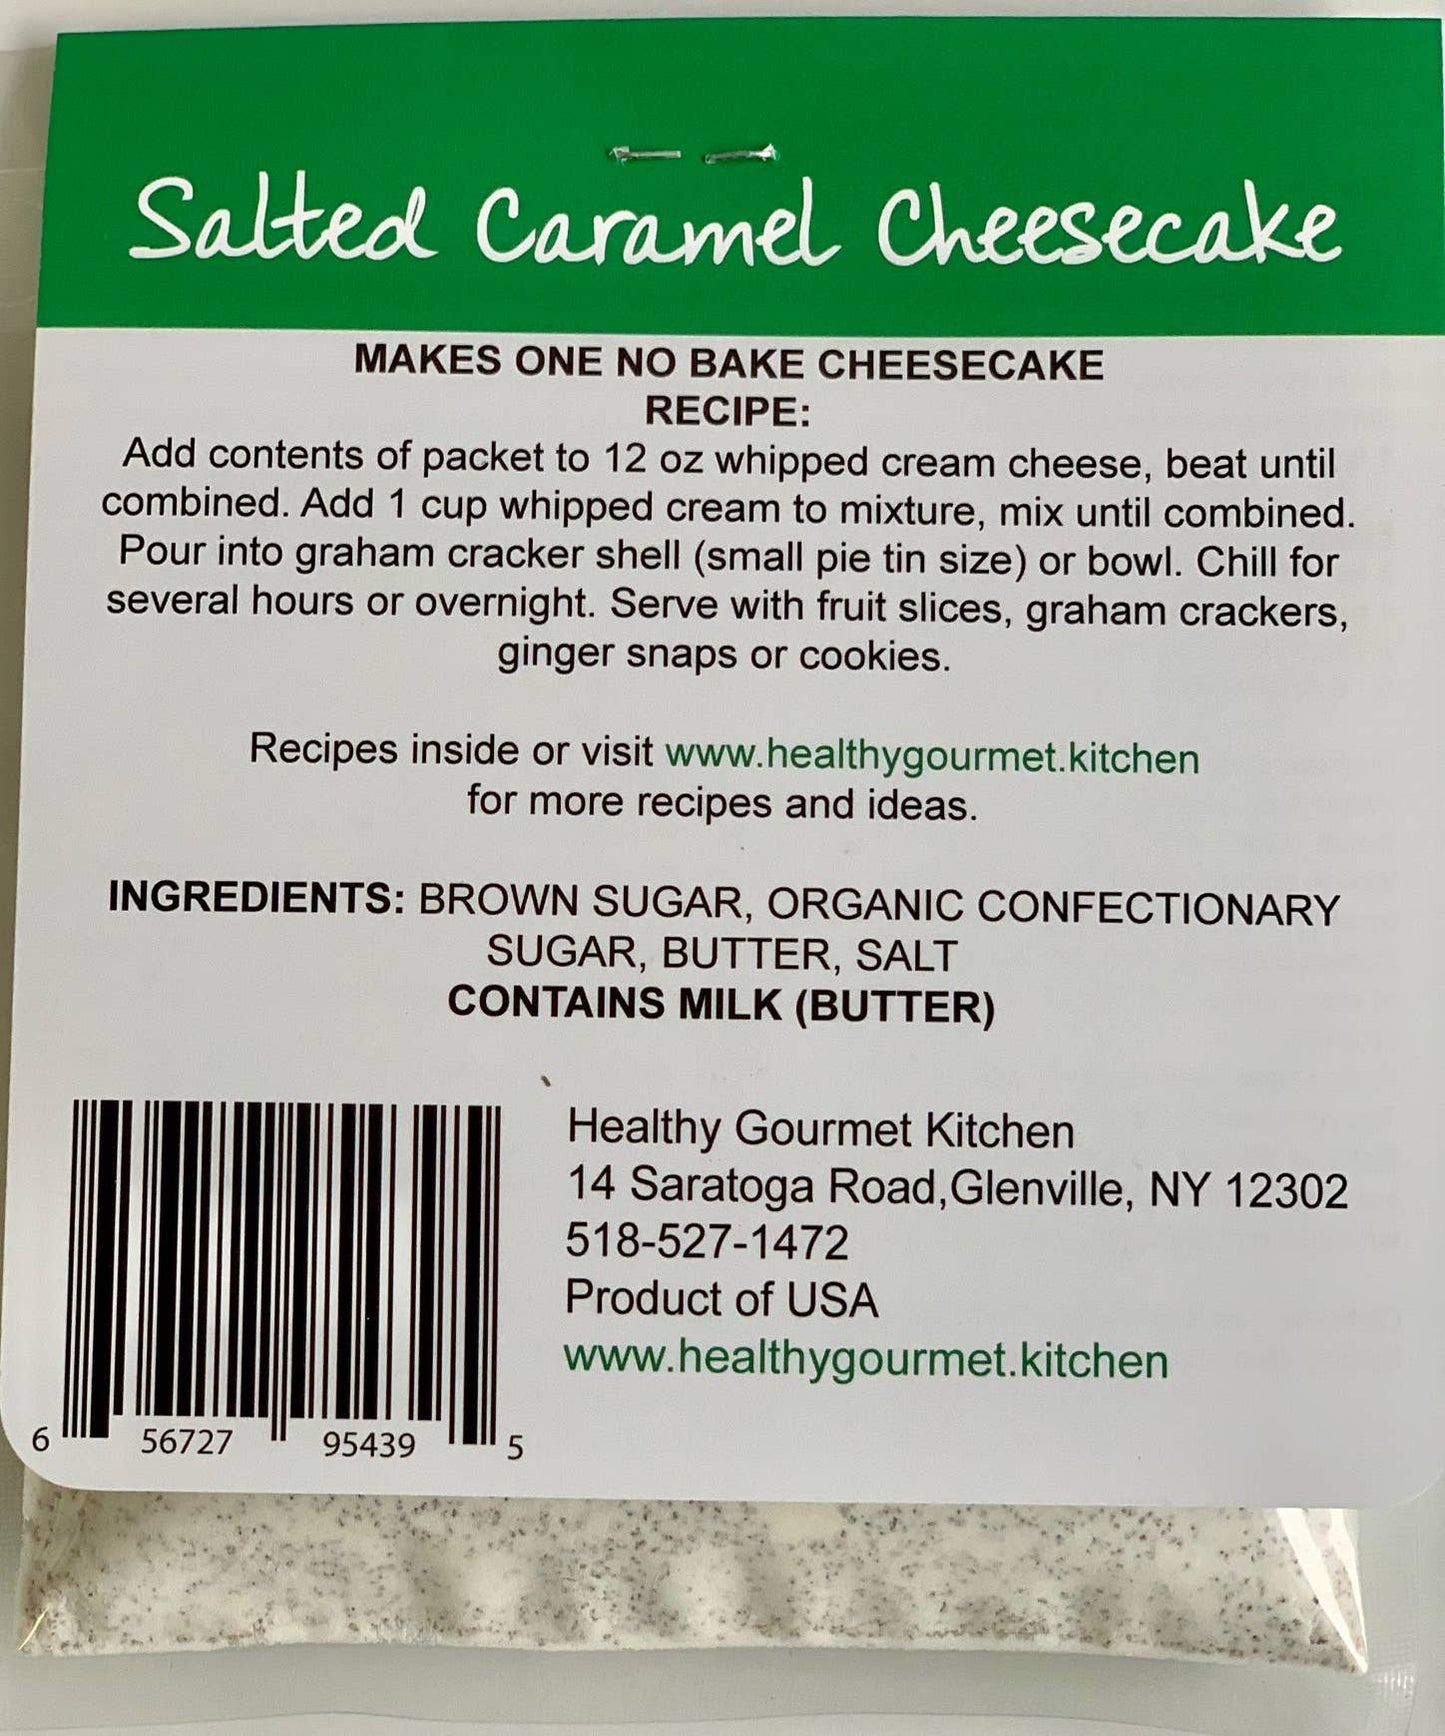 Salted Caramel Cheesecake
MAKES ONE NO BAKE CHEESECAKE
RECIPE:
Add contents of packet to 12 oz whipped cream cheese, beat until
combined. Add 1 cup whipped cream to mixture, mix until combined.
Pour into graham cracker shell (small pie tin size) or bowl. Chill for
several hours or overnight. Serve with fruit slices, graham crackers,
ginger snaps or cookies.
Recipes inside or visit www.healthygourmet.kitchen
for more recipes and ideas.
INGREDIENTS: BROWN SUGAR, ORGANIC CONFECTIONARY
SUGAR, BUTTER, SALT
CONTAINS MILK (BUTTER)
Healthy Gourmet Kitchen
14 Saratoga Road,Glenville, NY 12302
518-527-1472
Product of USA
www.healthygourmet.kitchen
6 56727 95439 5